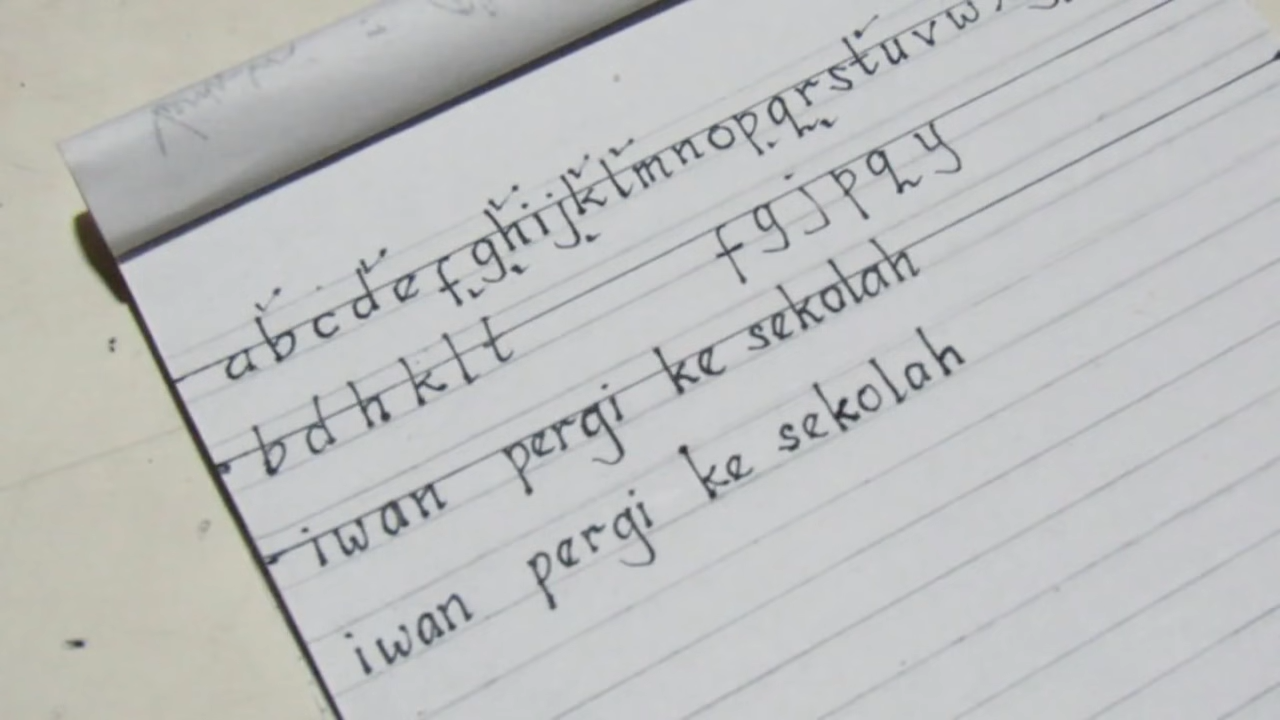 abcdefghijklmnopqrstuvw
bdhklt fgjpqy
iwan pergi ke sekolah
iwan pergi ke sekolah